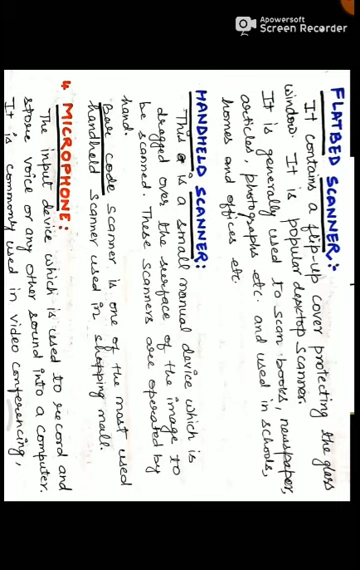 Apowersoft
Screen Recorder
FLATBED SCANNER:
It contains a flip-up cover protecting the glass
window. It is popular desktop scanner.
It is generally used to scan books, newspaper,
articles, photographs etc. and used in schools,
homes and offices etc
HANDHELD SCANNER:
This is a small manual device which is
dragged over the surface of the image to
be scanned. These scanners are operated by
hand.
Bar code scanner is one of the most used
handheld scanner used in shopping mall.
4 MICROPHONE:
The input device which is used to record and
store voice or any other sound into a computer.
It is commonly used in video conferencing,